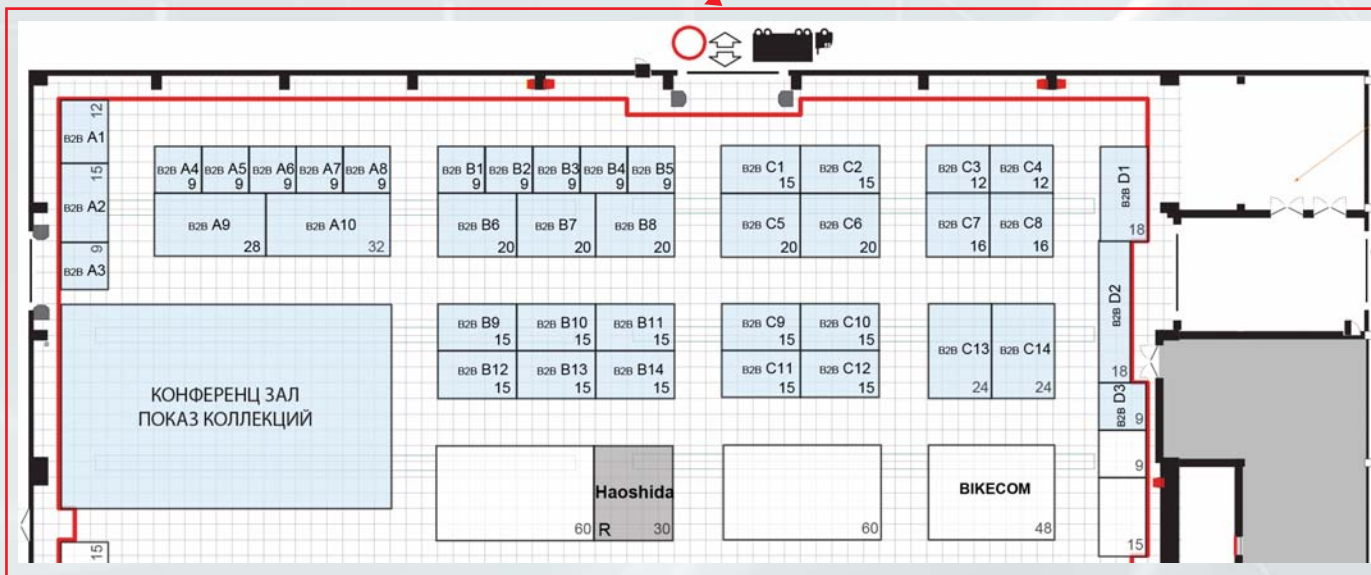 12
B2B A1
15
B2B A2
9
B2B A3
B2B A4
9
B2B A5
9
B2B A6
9
B2B A7
9
B2B A8
9
B2B A9
28
B2B A10
32
B2B B1
9
B2B B2
9
B2B B3
9
B2B B4
9
B2B B5
9
B2B B6
20
B2B B7
20
B2B B8
20
B2B C1
15
B2B C2
15
B2B C5
20
B2B C6
20
B2B C3
12
B2B C4
12
B2B C7
16
B2B C8
16
B2B D1
18
B2B D2
18
B2B D3
9
КОНФЕРЕНЦ ЗАЛ
ПОКАЗ КОЛЛЕКЦИЙ
B2B B9
15
B2B B10
15
B2B B11
15
B2B B12
15
B2B B13
15
B2B B14
15
B2B C9
15
B2B C10
15
B2B C11
15
B2B C12
15
B2B C13
24
B2B C14
24
60
Haoshida
R 30
60
BIKECOM
48
9
15
15